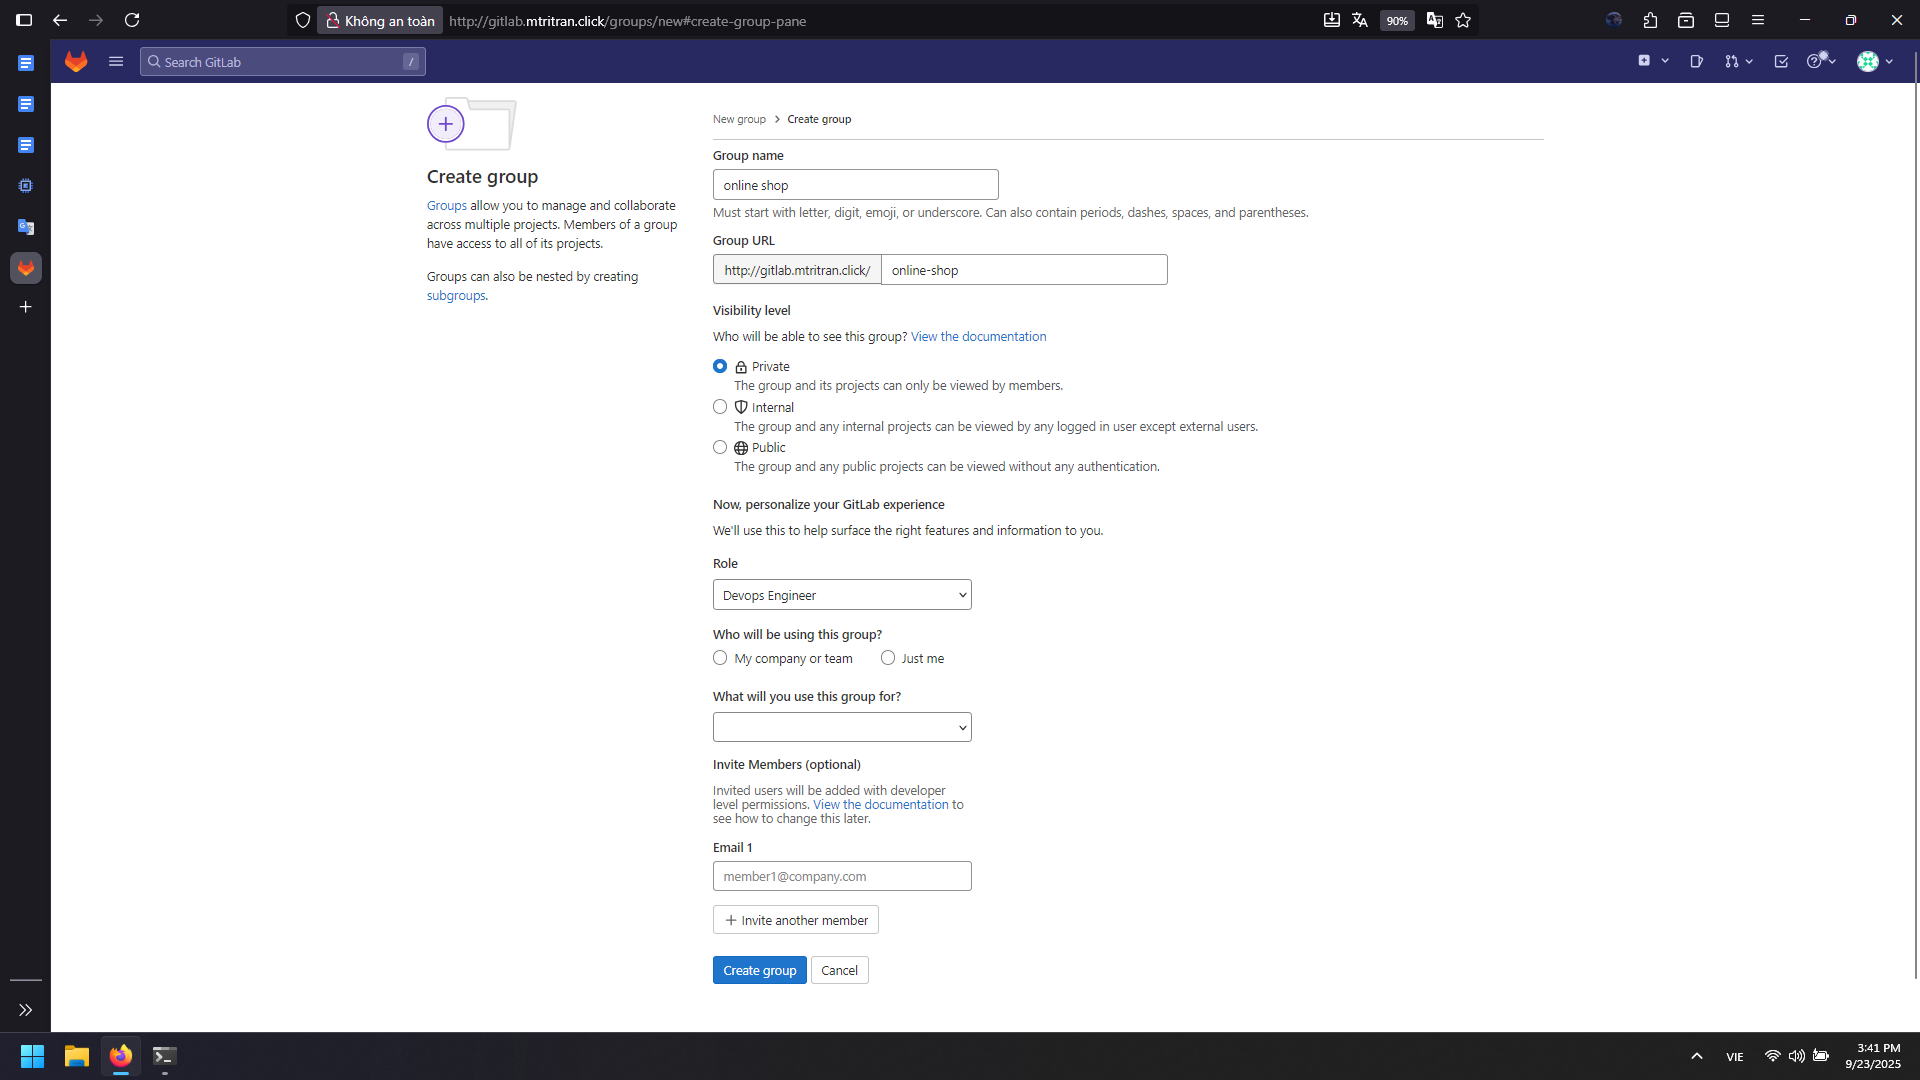 Không an toàn
http://gitlab.mtritran.click/groups/new#create-group-pane
90%
Search GitLab
/
New group > Create group
Create group
Groups allow you to manage and collaborate
across multiple projects. Members of a group
have access to all of its projects.
Groups can also be nested by creating
subgroups.
Group name
online shop
Must start with letter, digit, emoji, or underscore. Can also contain periods, dashes, spaces, and parentheses.
Group URL
http://gitlab.mtritran.click/ online-shop
Visibility level
Who will be able to see this group? View the documentation
Private
The group and its projects can only be viewed by members.
Internal
The group and any internal projects can be viewed by any logged in user except external users.
Public
The group and any public projects can be viewed without any authentication.
Now, personalize your GitLab experience
We'll use this to help surface the right features and information to you.
Role
Devops Engineer
Who will be using this group?
My company or team Just me
What will you use this group for?
Invite Members (optional)
Invited users will be added with developer
level permissions. View the documentation to
see how to change this later.
Email 1
member1@company.com
+ Invite another member
Create group Cancel
VIE
3:41 PM
9/23/2025